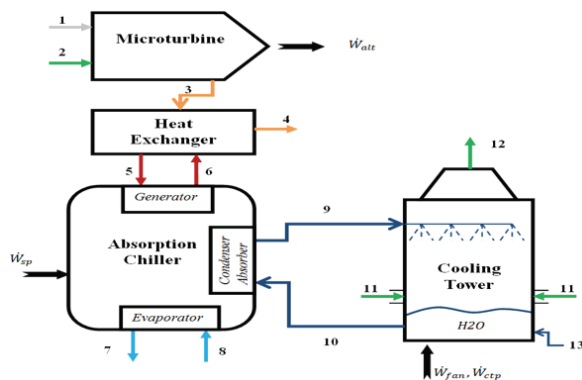 1
Microturbine
2
Ẇalt
3
Heat
Exchanger
4
5
6
12
Generator
9
Absorption
Chiller
Condenser
Absorber
Ẇsp
Cooling
Tower
11
11
Evaporator
H2O
7
8
10
13
Ẇfan, Ẇctp